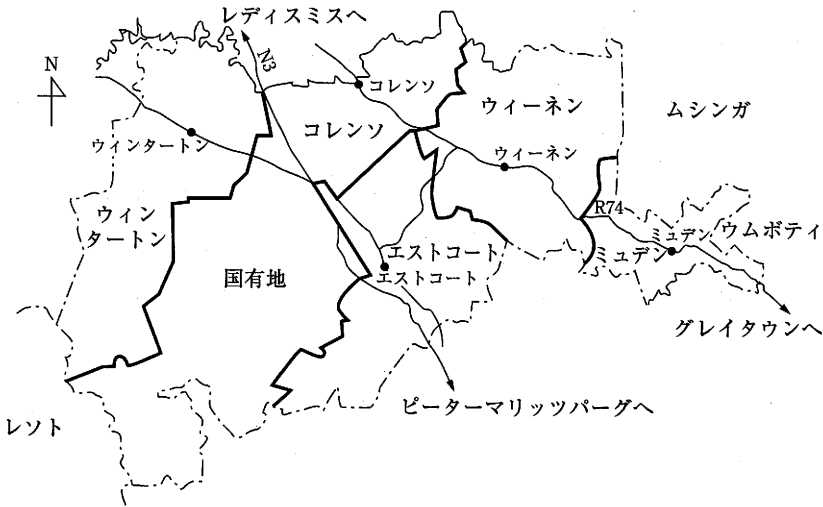 レディスミスへ
N
N3
コレンソ
ウィーネン
ムシンガ
コレンソ
ウィンタートン
ウィーネン
ウィン
タートン
R74
ミュデン
ウムボティ
エストコート
ミュデン
エストコート
国有地
グレイタウンへ
ピーターマリッツバーグへ
レソト